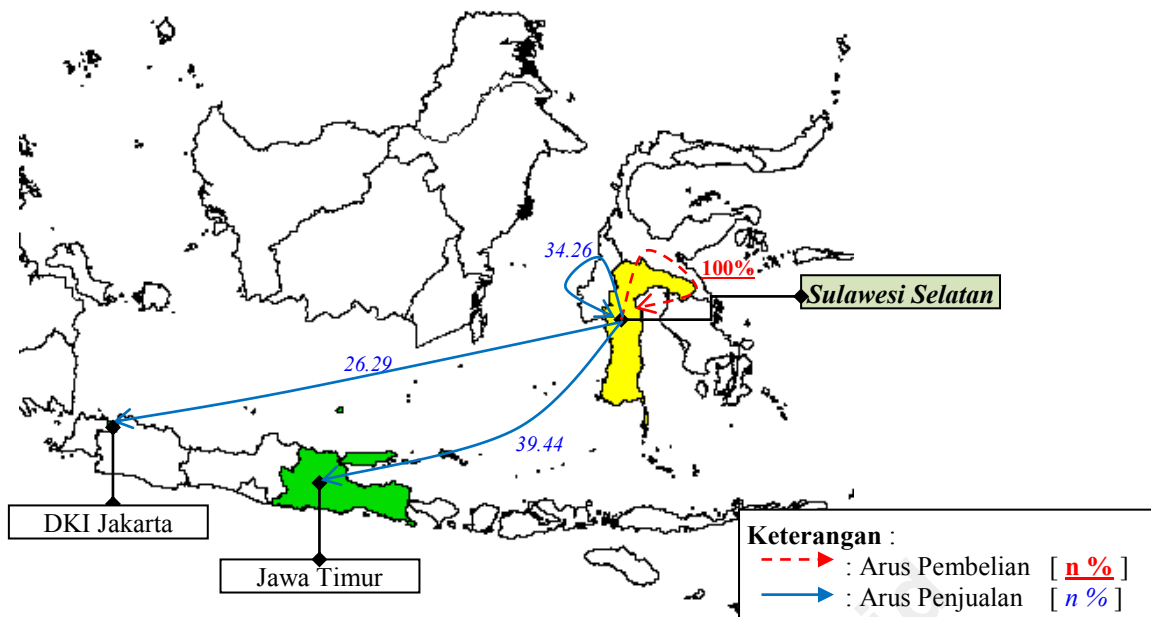 34.26
100%
Sulawesi Selatan
26.29
39.44
DKI Jakarta
Jawa Timur
Keterangan :
: Arus Pembelian [ n % ]
: Arus Penjualan [ n % ]